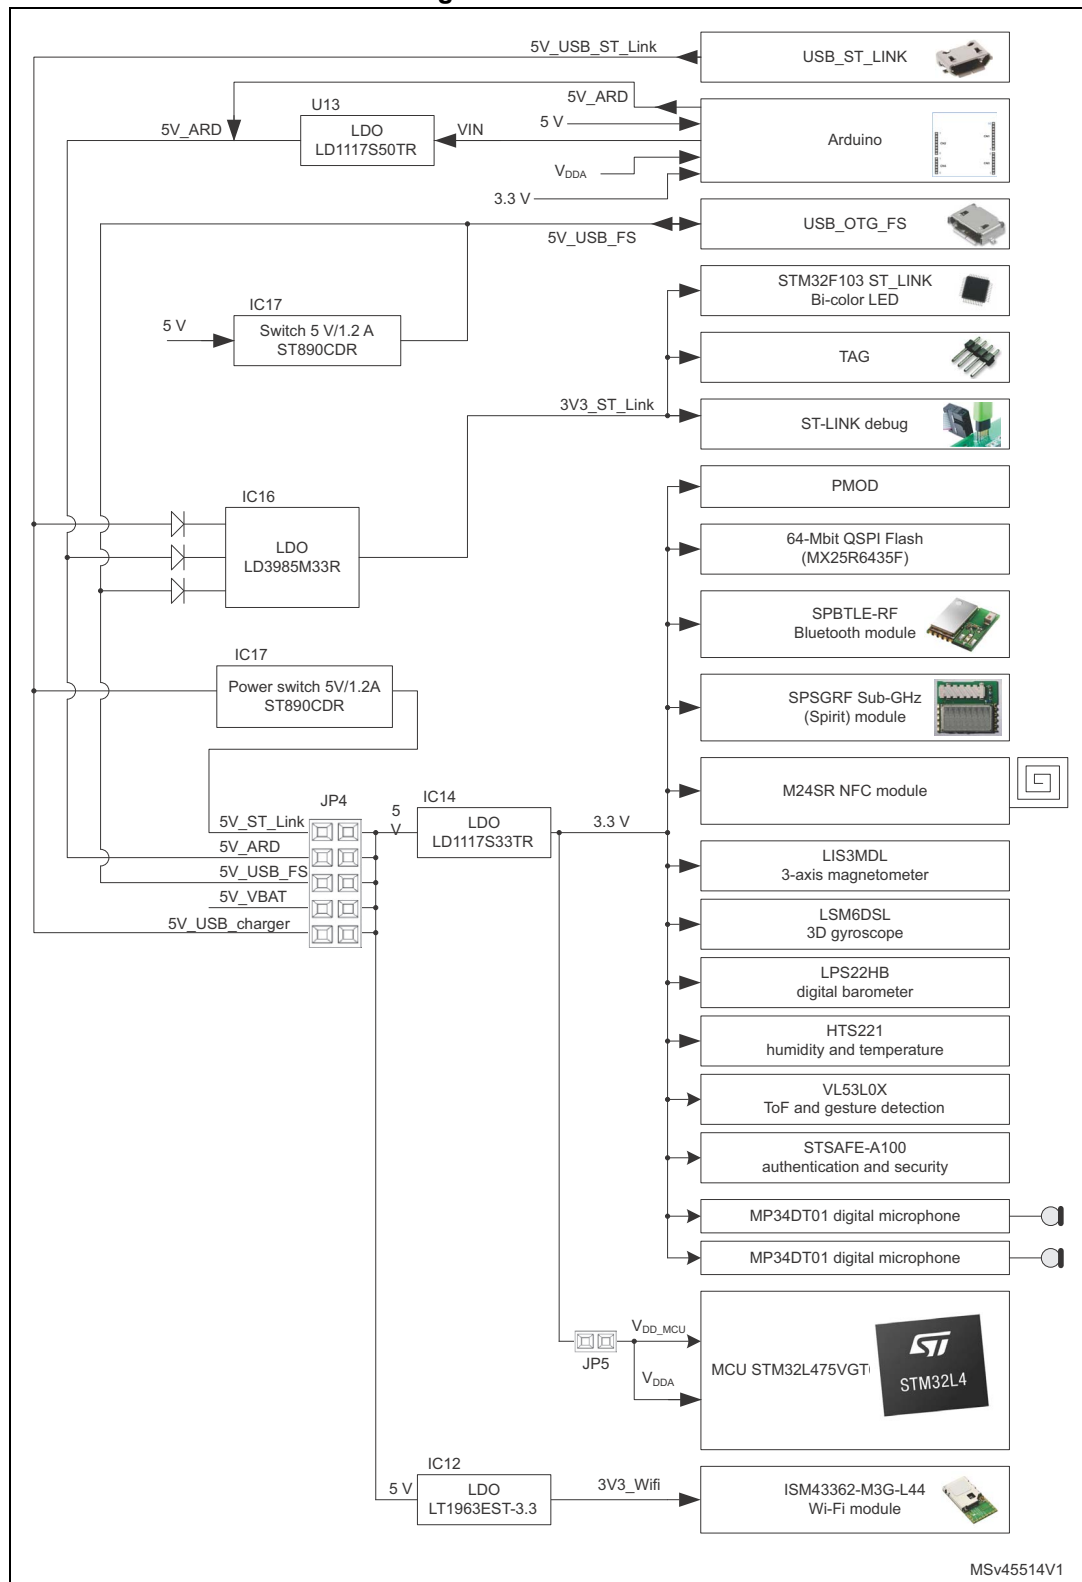 5V_USB_ST_Link
USB_ST_LINK
5V_ARD
U13
5V_ARD
LDO
LD1117S50TR
VIN
5 V
Arduino
VDDA
3.3 V
USB_OTG_FS
5V_USB_FS
STM32F103 ST_LINK
Bi-color LED
IC17
5 V
Switch 5 V/1.2 A
ST890CDR
TAG
3V3_ST_Link
ST-LINK debug
IC16
LDO
LD3985M33R
PMOD
64-Mbit QSPI Flash
(MX25R6435F)
SPBTLE-RF
Bluetooth module
IC17
Power switch 5V/1.2A
ST890CDR
SPSGRF Sub-GHz
(Spirit) module
M24SR NFC module
JP4
5
V
IC14
LDO
LD1117S33TR
3.3 V
5V_ST_Link
5V_ARD
5V_USB_FS
5V_VBAT
5V_USB_charger
LIS3MDL
3-axis magnetometer
LSM6DSL
3D gyroscope
LPS22HB
digital barometer
HTS221
humidity and temperature
VL53L0X
ToF and gesture detection
STSAFE-A100
authentication and security
MP34DT01 digital microphone
MP34DT01 digital microphone
VDD_MCU
JP5
VDDA
MCU STM32L475VGT
STM32L4
IC12
5 V
LDO
LT1963EST-3.3
3V3_Wifi
ISM43362-M3G-L44
Wi-Fi module
MSv45514V1